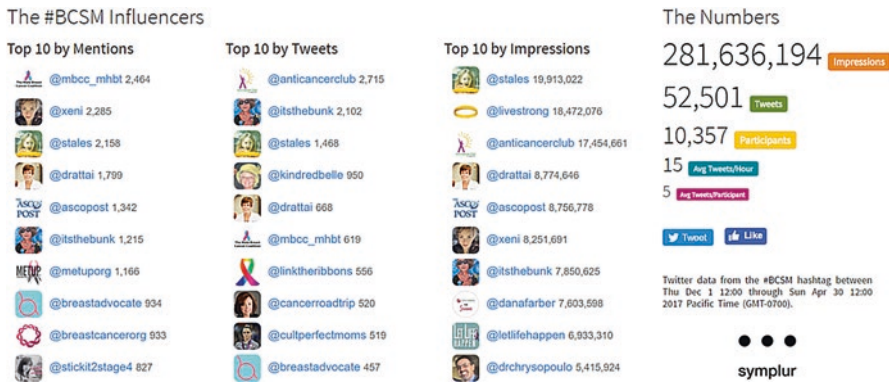 The #BCSM Influencers
Top 10 by Mentions
@mbcc_mhbt 2,464
@xeni 2,285
@stales 2,158
@drattai 1,799
@ascopost 1,342
@itsthebunk 1,215
@metuporg 1,166
@breastadvocate 934
@breastcancerorg 933
@stickit2stage4 827
Top 10 by Tweets
@anticancerclub 2,715
@itsthebunk 2,102
@stales 1,468
@kindredbelle 950
@drattai 668
@mbcc_mhbt 619
@linktheribbons 556
@cancerroadtrip 520
@cultperfectmoms 519
@breastadvocate 457
Top 10 by Impressions
@stales 19,913,022
@livestrong 18,472,076
@anticancerclub 17,454,661
@drattai 8,774,646
ASCO
POST
@ascopost 8,756,778
@xeni 8,251,691
@itsthebunk 7,850,625
@danafarber 7,603,598
LET LIFE
HAPPEN
@letlifehappen 6,933,310
@drchrysopoulo 5,415,924
The Numbers
281,636,194 Impressions
52,501 Tweets
10,357 Participants
15 Avg Tweets/Hour
5 Avg Tweets/Participant
Tweet Like
Twitter data from the #BCSM hashtag between
Thu Dec 1 12:00 through Sun Apr 30 12:00
2017 Pacific Time (GMT-0700).
symplur